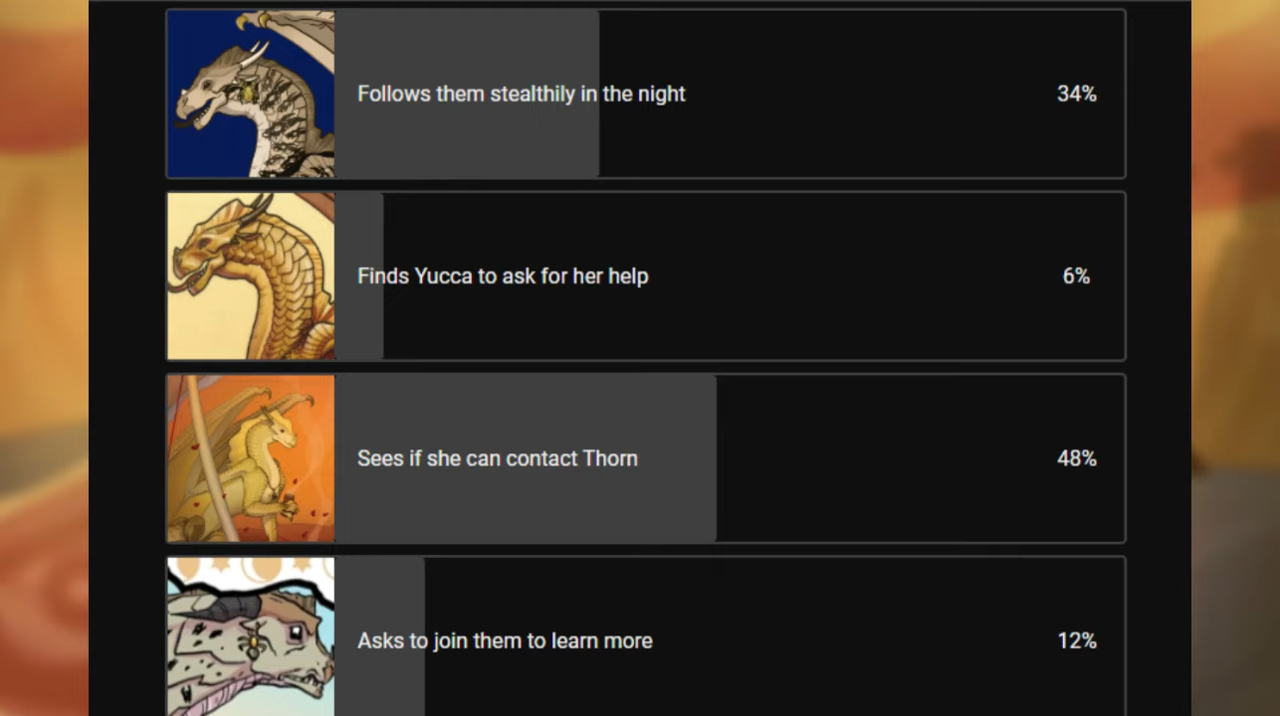 Follows them stealthily in the night 34%
Finds Yucca to ask for her help 6%
Sees if she can contact Thorn 48%
Asks to join them to learn more 12%